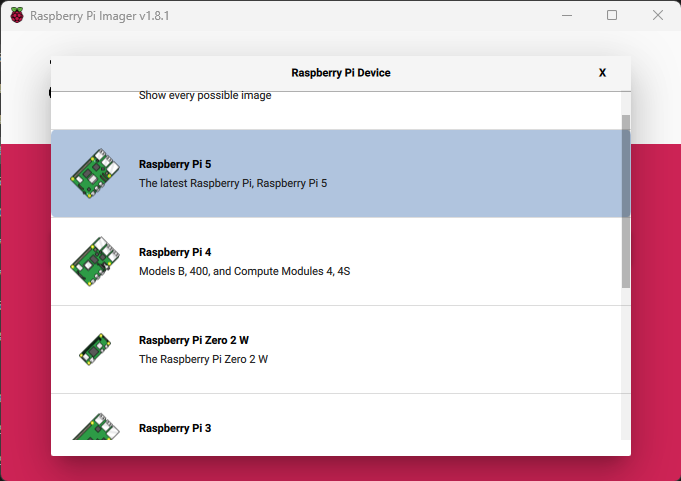 Raspberry Pi Imager v1.8.1
Raspberry Pi Device
X
Show every possible image
Raspberry Pi 5
The latest Raspberry Pi, Raspberry Pi 5
Raspberry Pi 4
Models B, 400, and Compute Modules 4, 4S
Raspberry Pi Zero 2 W
The Raspberry Pi Zero 2 W
Raspberry Pi 3